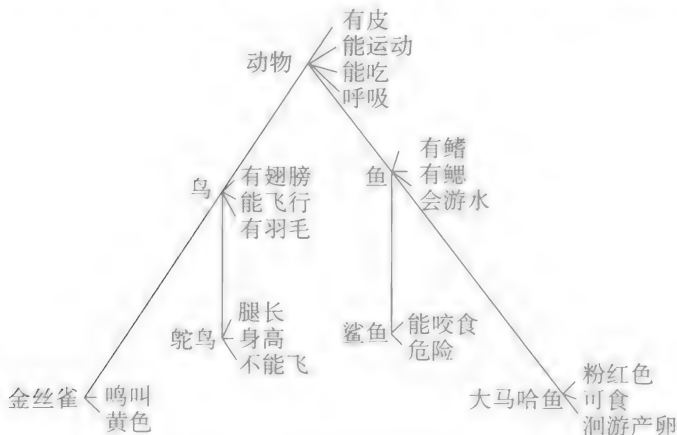 动物
有皮
能运动
能吃
呼吸
鸟
有翅膀
能飞行
有羽毛
鱼
有鳍
有鳃
会游水
鸵鸟
腿长
身高
不能飞
鲨鱼
能咬食
危险
金丝雀
鸣叫
黄色
大马哈鱼
粉红色
可食
洄游产卵